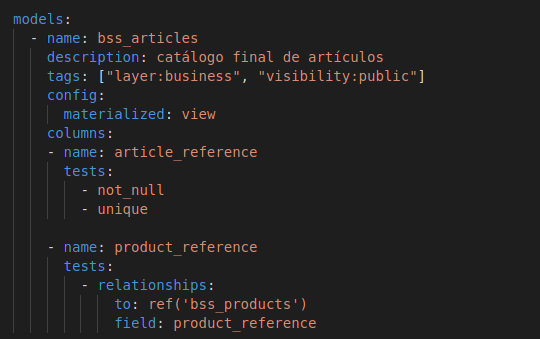 models:
  - name: bss_articles
    description: catálogo final de artículos
    tags: ["layer:business", "visibility:public"]
    config:
      materialized: view
    columns:
    - name: article_reference
      tests:
        - not_null
        - unique

    - name: product_reference
      tests:
        - relationships:
            to: ref('bss_products')
            field: product_reference